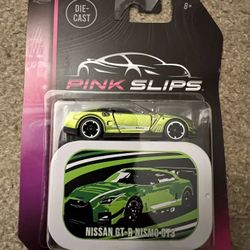 DIE-
CAST
8+
PINK SLIPS
NISSAN GT-R NISMO GT3